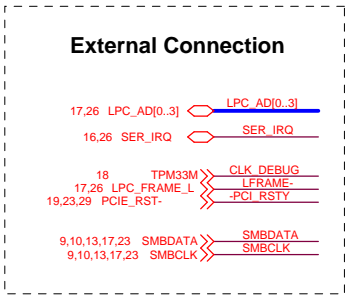 External Connection
17,26 LPC_AD[0..3] LPC_AD[0..3]
16,26 SER_IRQ SER_IRQ
18 TPM33M CLK_DEBUG
17,26 LPC_FRAME_L LFRAME-
19,23,29 PCIE_RST- -PCI_RSTY
9,10,13,17,23 SMBDATA SMBDATA
9,10,13,17,23 SMBCLK SMBCLK